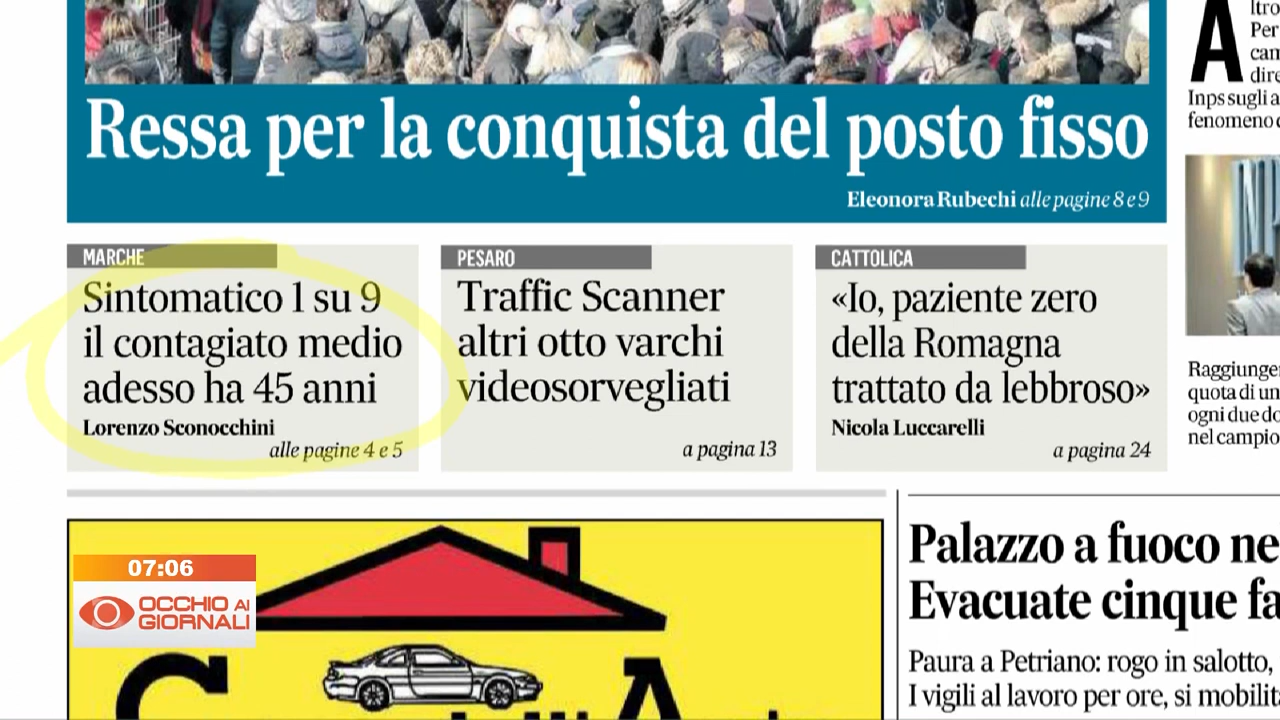 Ressa per la conquista del posto fisso
Eleonora Rubechi alle pagine 8 e 9
MARCHE
Sintomatico 1 su 9
il contagiato medio
adesso ha 45 anni
Lorenzo Sconocchini
alle pagine 4 e 5
PESARO
Traffic Scanner
altri otto varchi
videosorvegliati
a pagina 13
CATTOLICA
«Io, paziente zero
della Romagna
trattato da lebbroso»
Nicola Luccarelli
a pagina 24
A
Per
Inps sugli a
fenomeno
quota di un
ogni due do
nel campio
07:06
OCCHIO AI
GIORNALI
Palazzo a fuoco ne
Evacuate cinque fa
Paura a Petriano: rogo in salotto,
I vigili al lavoro per ore, si mobilit